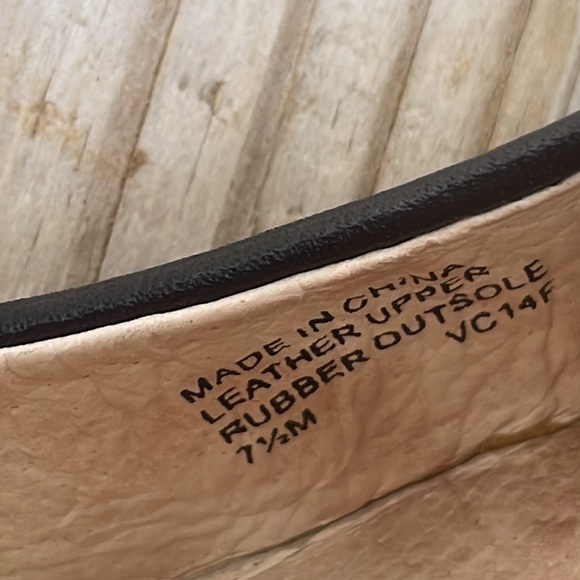 MADE IN CHINA
LEATHER UPPER
RUBBER OUTSOLE
7½M VC14F